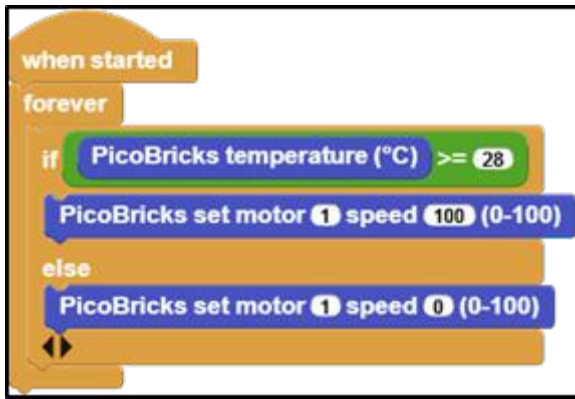 when started
forever
if PicoBricks temperature (°C) >= 28
PicoBricks set motor 1 speed 100 (0-100)
else
PicoBricks set motor 1 speed 0 (0-100)